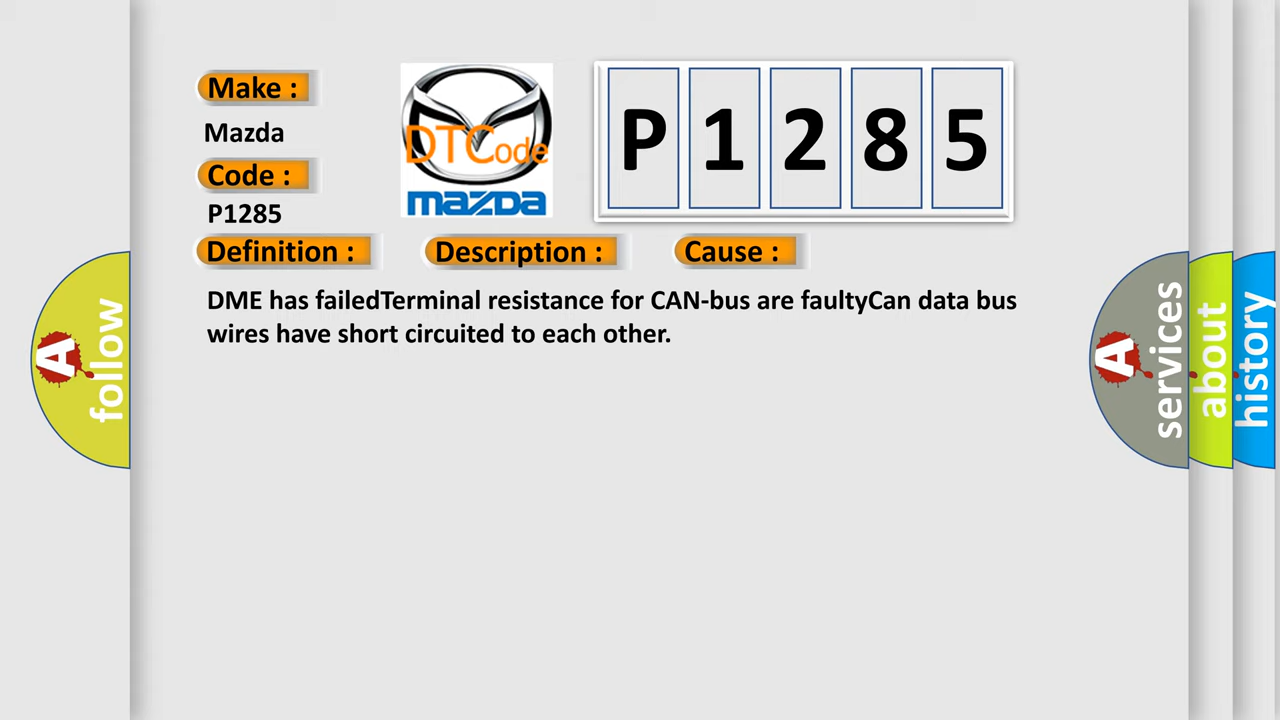 Make :
Mazda
Code :
P1285
DTCode
mazda
P 1 2 8 5
Definition :
Description :
Cause :
DME has failedTerminal resistance for CAN-bus are faultyCan data bus
wires have short circuited to each other.
A follow
A services
about
history